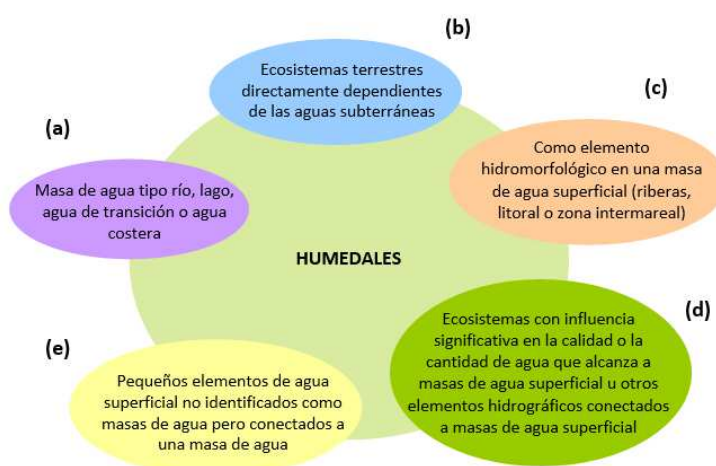 (b)
Ecosistemas terrestres
directamente dependientes
de las aguas subterráneas
(c)
Como elemento
hidromorfológico en una masa
de agua superficial (riberas,
litoral o zona intermareal)
(a)
Masa de agua tipo río, lago,
agua de transición o agua
costera
HUMEDALES
(d)
Ecosistemas con influencia
significativa en la calidad o la
cantidad de agua que alcanza a
masas de agua superficial u otros
elementos hidrográficos conectados
a masas de agua superficial
(e)
Pequeños elementos de agua
superficial no identificados como
masas de agua pero conectados a
una masa de agua